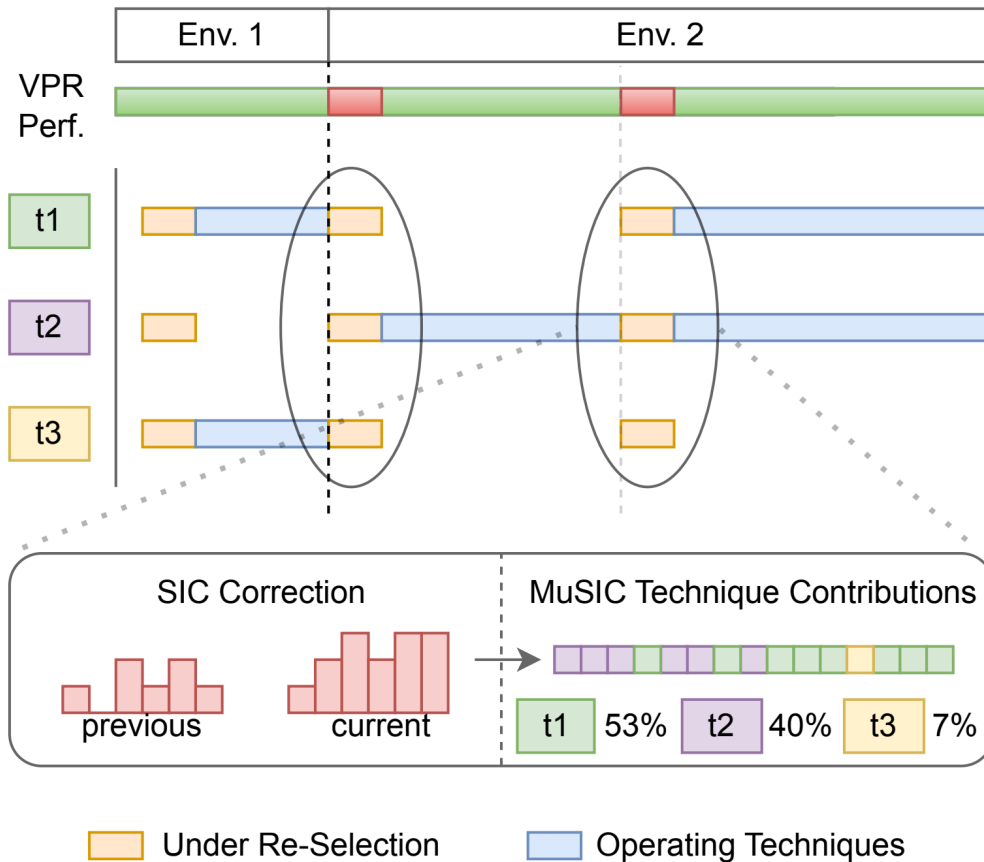 Env. 1
Env. 2
VPR
Perf.
t1
t2
t3
SIC Correction
MuSIC Technique Contributions
previous
current
t1 53% t2 40% t3 7%
Under Re-Selection
Operating Techniques